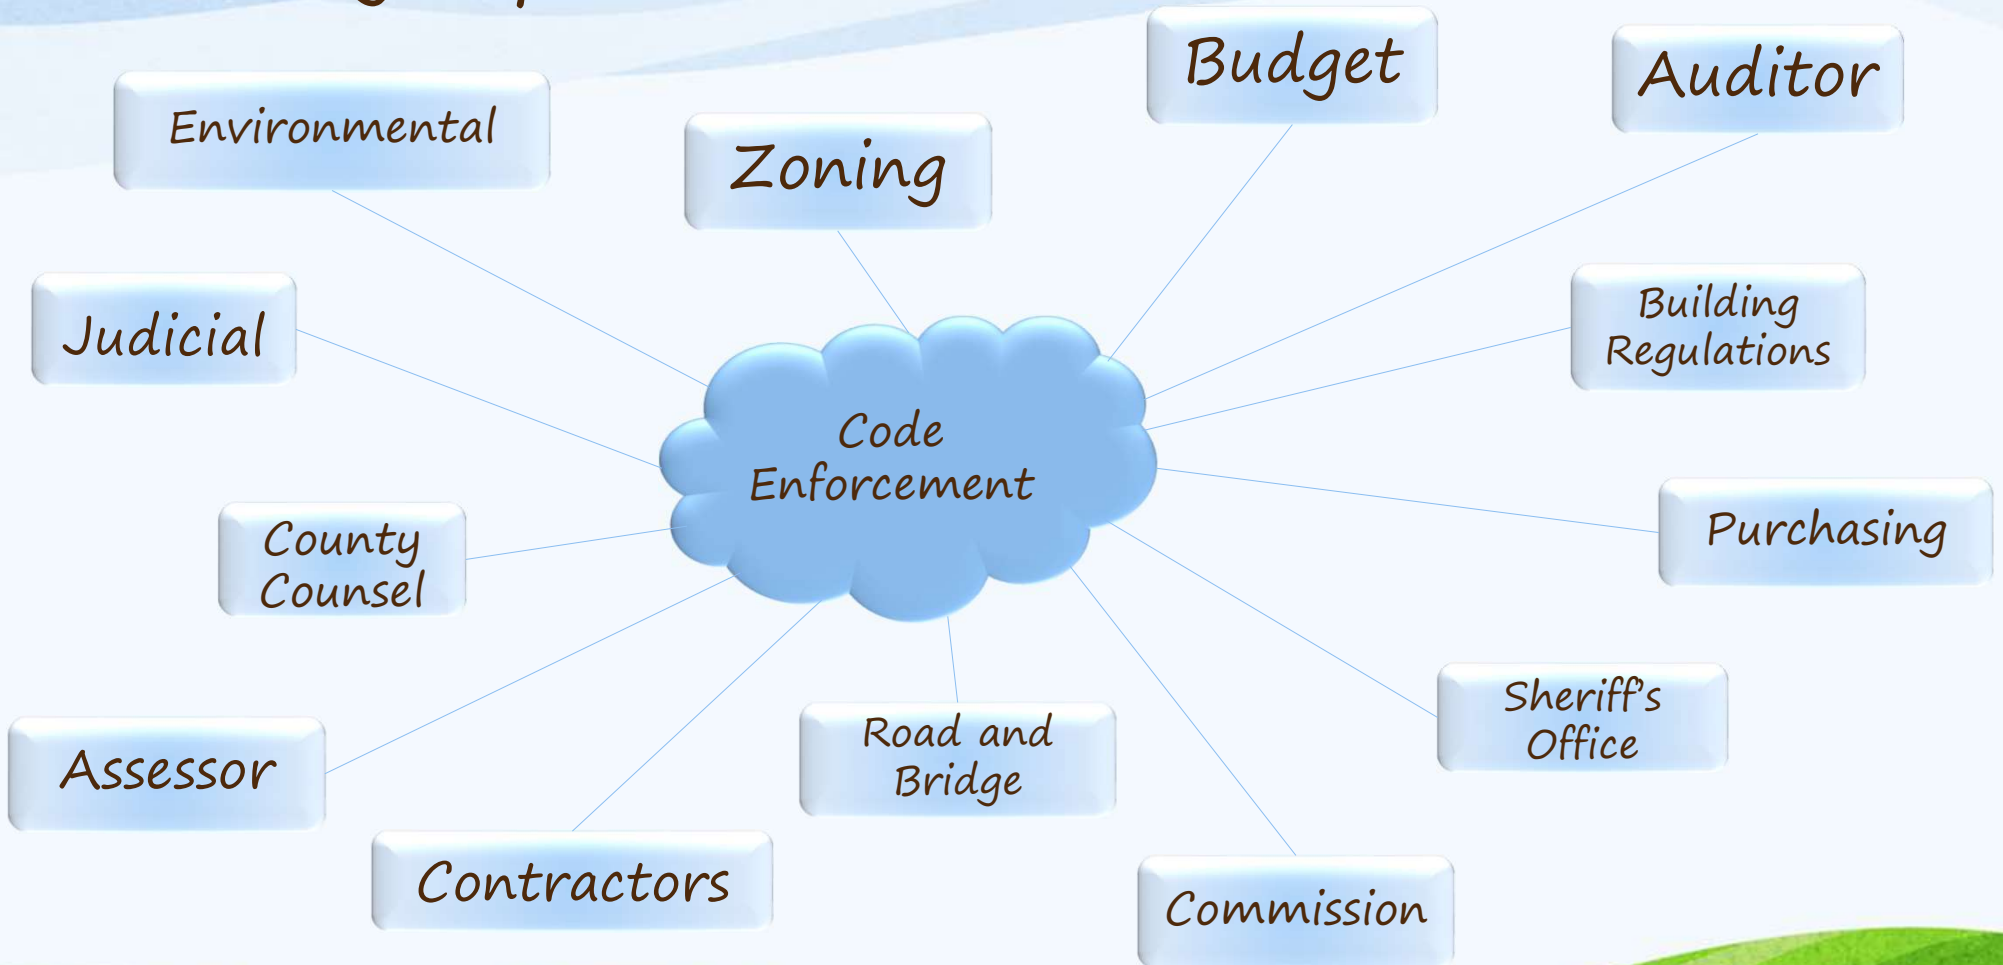 Budget
Auditor
Environmental
Zoning
Building
Regulations
Judicial
Code
Enforcement
County
Counsel
Purchasing
Sheriff's
Office
Road and
Bridge
Assessor
Contractors
Commission